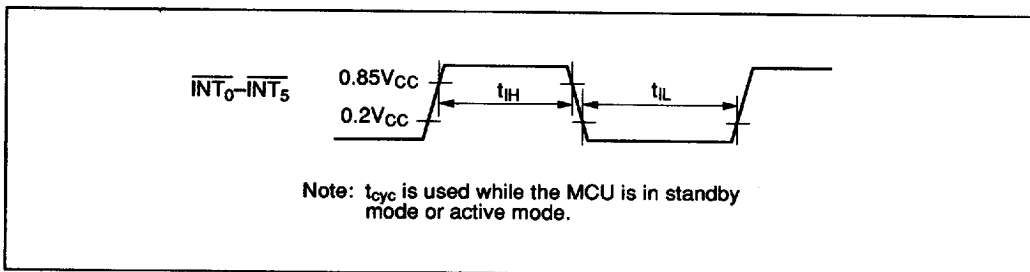 INT0–INT5
0.85VCC
0.2VCC
tIH
tIL
Note: tcyc is used while the MCU is in standby
mode or active mode.